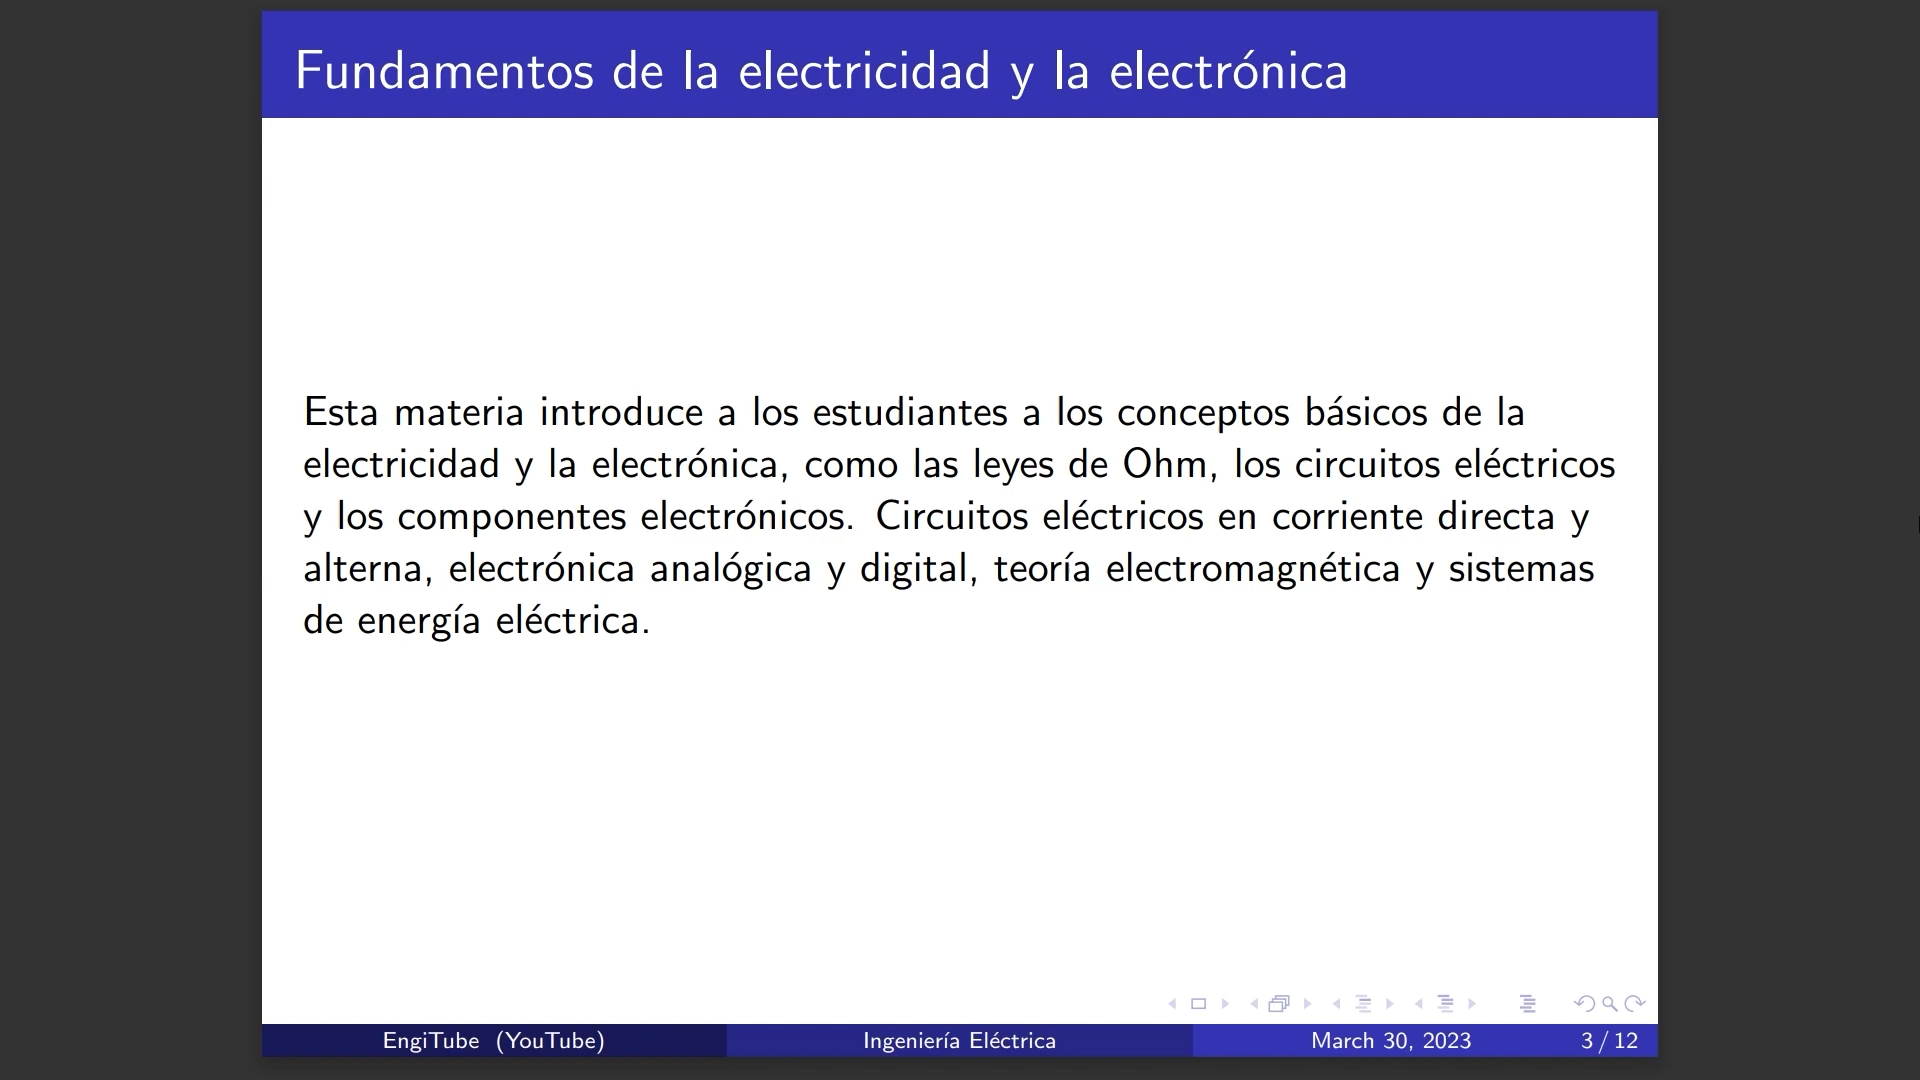 Fundamentos de la electricidad y la electrónica
Esta materia introduce a los estudiantes a los conceptos básicos de la
electricidad y la electrónica, como las leyes de Ohm, los circuitos eléctricos
y los componentes electrónicos. Circuitos eléctricos en corriente directa y
alterna, electrónica analógica y digital, teoría electromagnética y sistemas
de energía eléctrica.
EngiTube (YouTube) Ingeniería Eléctrica March 30, 2023 3 / 12